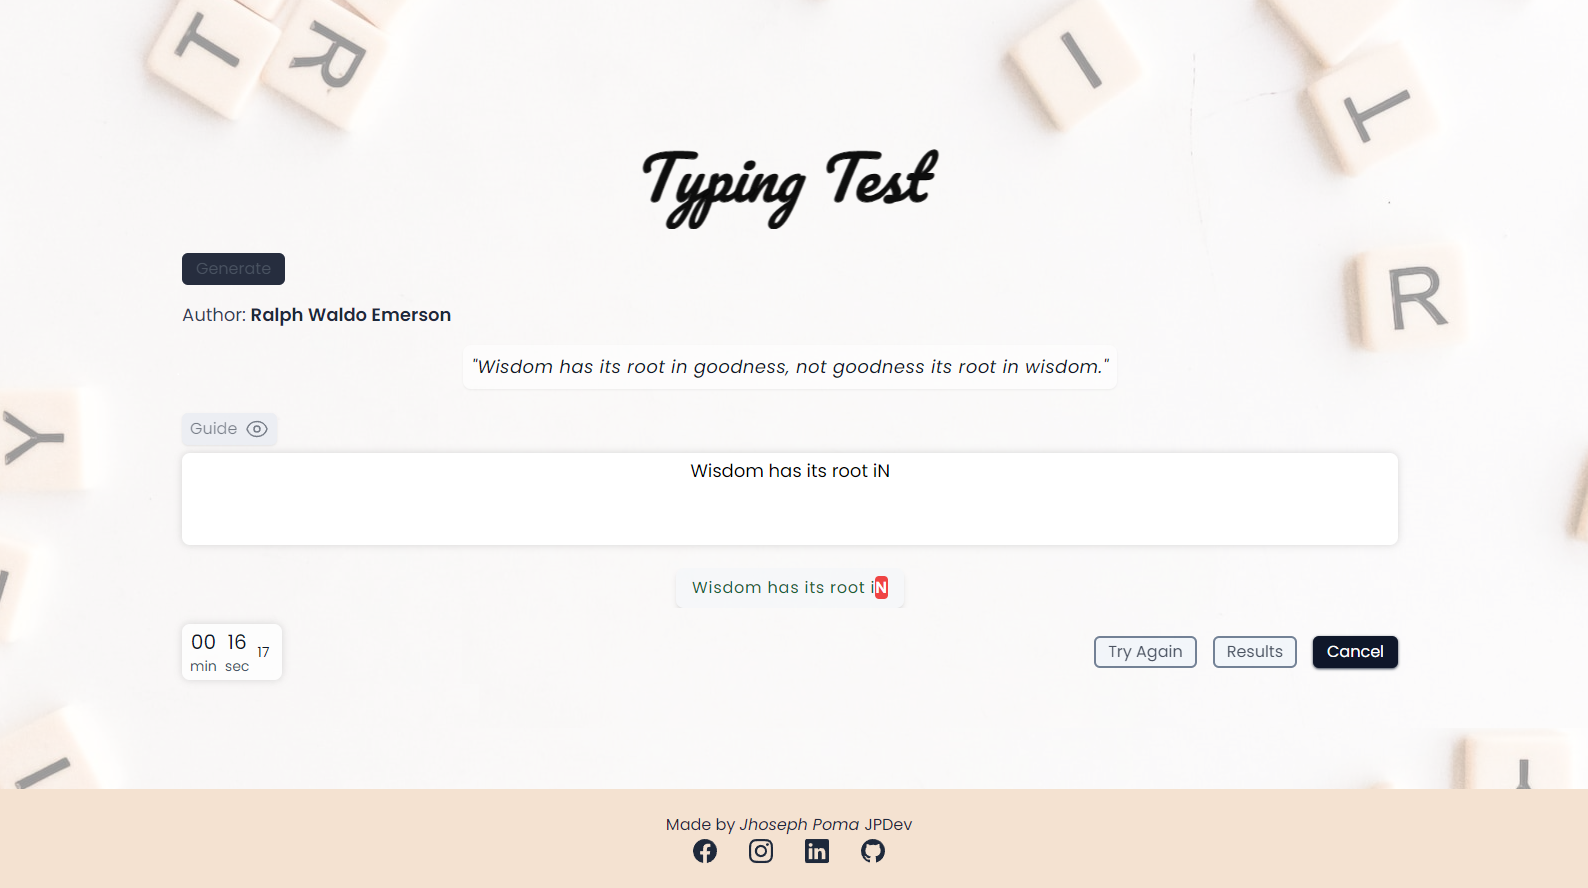 T
R
I
T
Typing Test
Generate
R
Author: Ralph Waldo Emerson
"Wisdom has its root in goodness, not goodness its root in wisdom."
Y
Guide
Wisdom has its root iN
Wisdom has its root iN
00 16 17
min sec
Try Again
Results
Cancel
I
Made by Jhoseph Poma JPDev